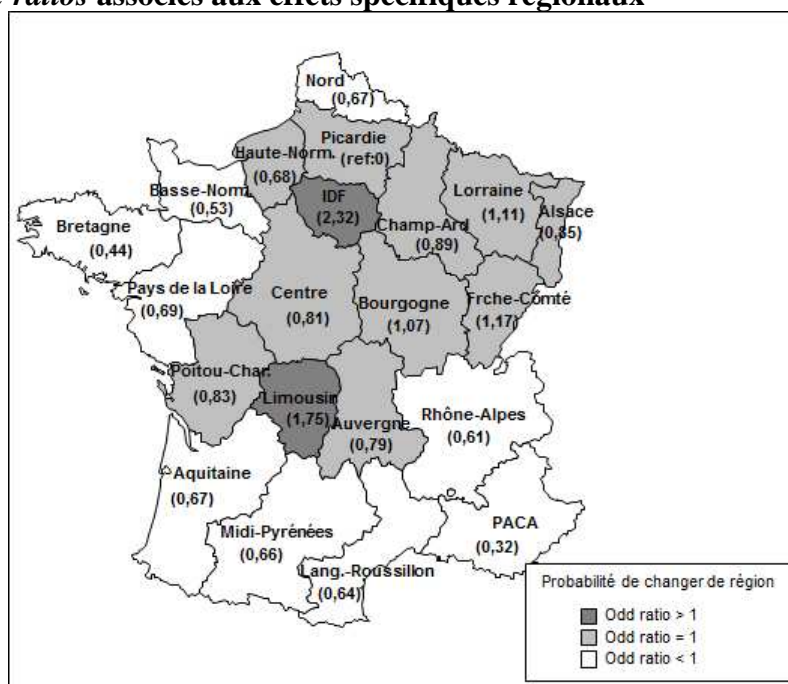 ratios associés aux effets spécifiques régionaux
Nord
(0,67)
Picardie
(ref:0)
Haute-Norm.
(0,68)
Basse-Norm.
(0,53)
IDF
(2,32)
Champ-Ard
(0,89)
Lorraine
(1,11)
Alsace
(0,85)
Bretagne
(0,44)
Pays de la Loire
(0,69)
Centre
(0,81)
Bourgogne
(1,07)
Frche-Comté
(1,17)
Poitou-Char.
(0,83)
Limousin
(1,75)
Auvergne
(0,79)
Rhône-Alpes
(0,61)
Aquitaine
(0,67)
Midi-Pyrénées
(0,66)
Lang.-Roussillon
(0,64)
PACA
(0,32)
Probabilité de changer de région
Odd ratio > 1
Odd ratio = 1
Odd ratio < 1